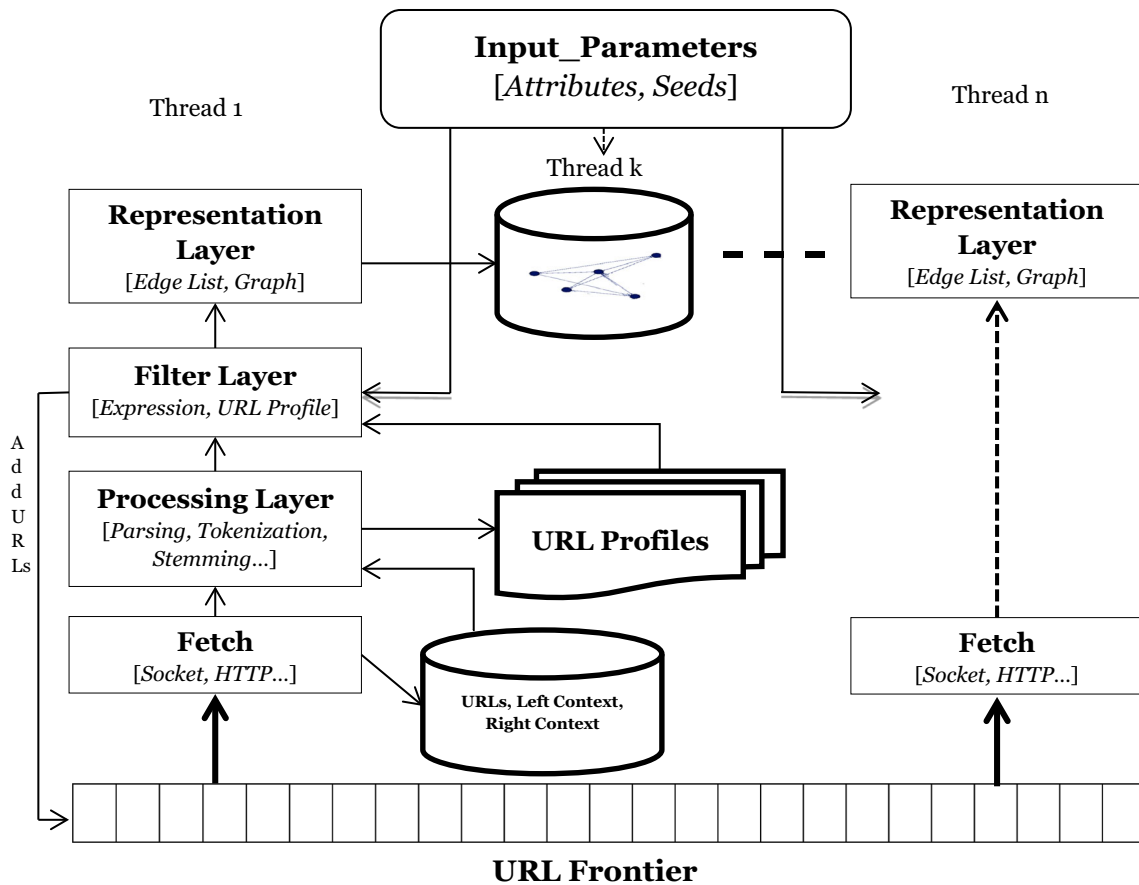 Input_Parameters
[Attributes, Seeds]
Thread 1
Thread n
Thread k
Representation
Layer
[Edge List, Graph]
Representation
Layer
[Edge List, Graph]
Filter Layer
[Expression, URL Profile]
A
d
d
U
R
Ls
Processing Layer
[Parsing, Tokenization,
Stemming...]
URL Profiles
Fetch
[Socket, HTTP...]
URLs, Left Context,
Right Context
Fetch
[Socket, HTTP...]
URL Frontier